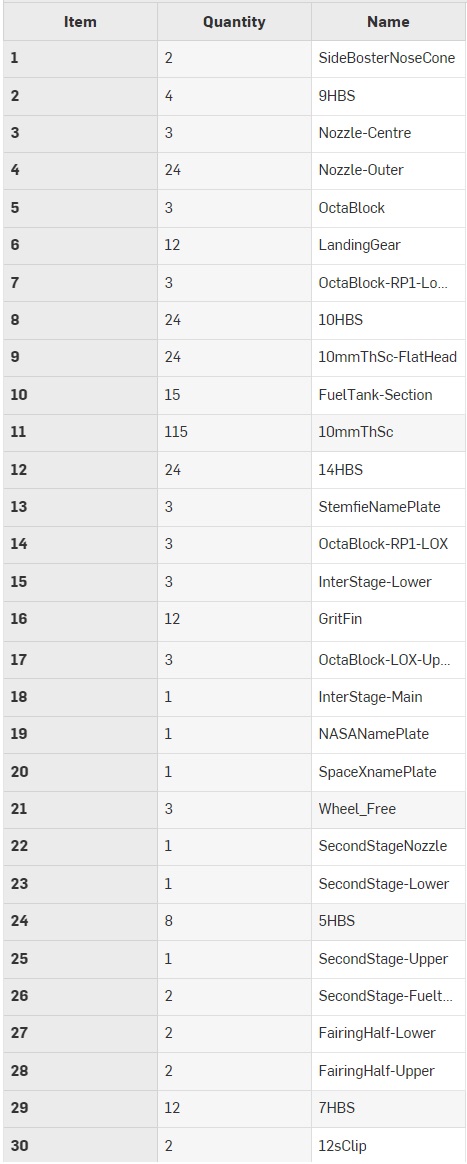 Item Quantity Name
1 2 SideBosterNoseCone
2 4 9HBS
3 3 Nozzle-Centre
4 24 Nozzle-Outer
5 3 OctaBlock
6 12 LandingGear
7 3 OctaBlock-RP1-Lo...
8 24 10HBS
9 24 10mmThSc-FlatHead
10 15 FuelTank-Section
11 115 10mmThSc
12 24 14HBS
13 3 StemfieNamePlate
14 3 OctaBlock-RP1-LOX
15 3 InterStage-Lower
16 12 GritFin
17 3 OctaBlock-LOX-Up...
18 1 InterStage-Main
19 1 NASANamePlate
20 1 SpaceXnamePlate
21 3 Wheel_Free
22 1 SecondStageNozzle
23 1 SecondStage-Lower
24 8 5HBS
25 1 SecondStage-Upper
26 2 SecondStage-Fuelt...
27 2 FairingHalf-Lower
28 2 FairingHalf-Upper
29 12 7HBS
30 2 12sClip